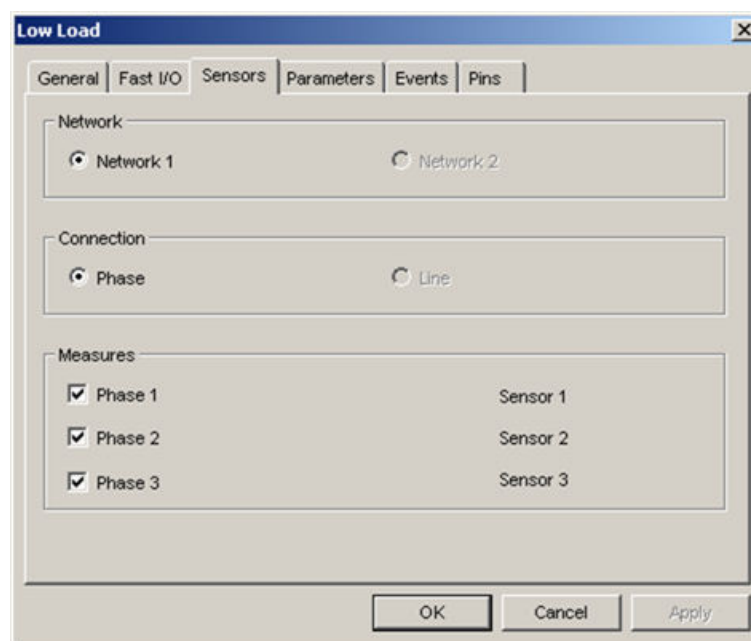 Low Load
General Fast I/O Sensors Parameters Events Pins
Network
Network 1 Network 2
Connection
Phase Line
Measures
Phase 1 Sensor 1
Phase 2 Sensor 2
Phase 3 Sensor 3
OK Cancel Apply